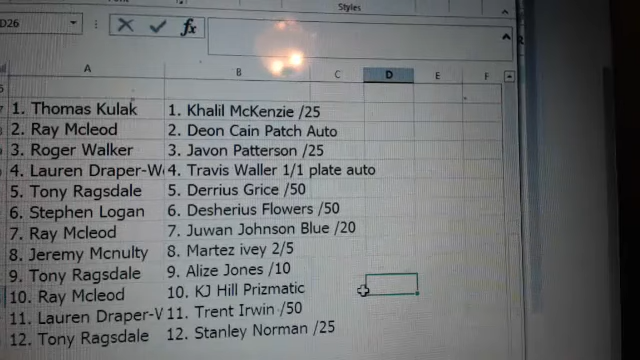 Styles
D26 fx
A B C D E F
1. Thomas Kulak 1. Khalil McKenzie /25
2. Ray Mcleod 2. Deon Cain Patch Auto
3. Roger Walker 3. Javon Patterson /25
4. Lauren Draper-W 4. Travis Waller 1/1 plate auto
5. Tony Ragsdale 5. Derrius Grice /50
6. Stephen Logan 6. Desherius Flowers /50
7. Ray Mcleod 7. Juwan Johnson Blue /20
8. Jeremy Mcnulty 8. Martez ivey 2/5
9. Tony Ragsdale 9. Alize Jones /10
10. Ray Mcleod 10. KJ Hill Prizmatic
11. Lauren Draper-V 11. Trent Irwin /50
12. Tony Ragsdale 12. Stanley Norman /25